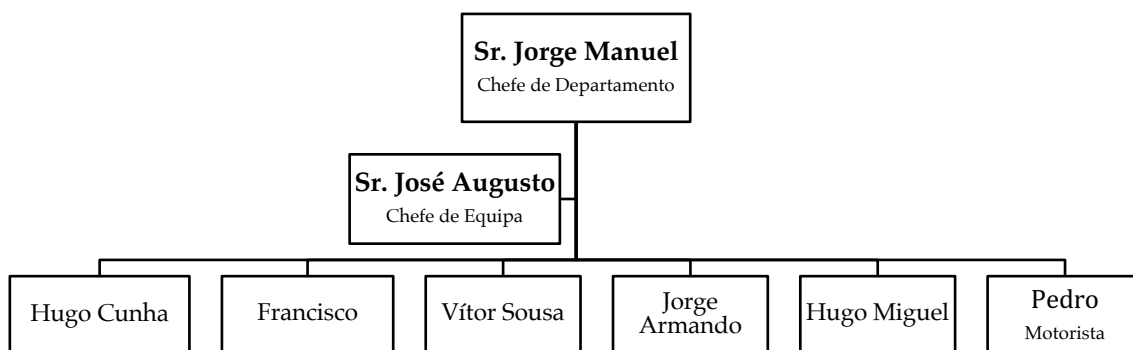 Sr. Jorge Manuel
Chefe de Departamento
Sr. José Augusto
Chefe de Equipa
Hugo Cunha
Francisco
Vítor Sousa
Jorge
Armando
Hugo Miguel
Pedro
Motorista